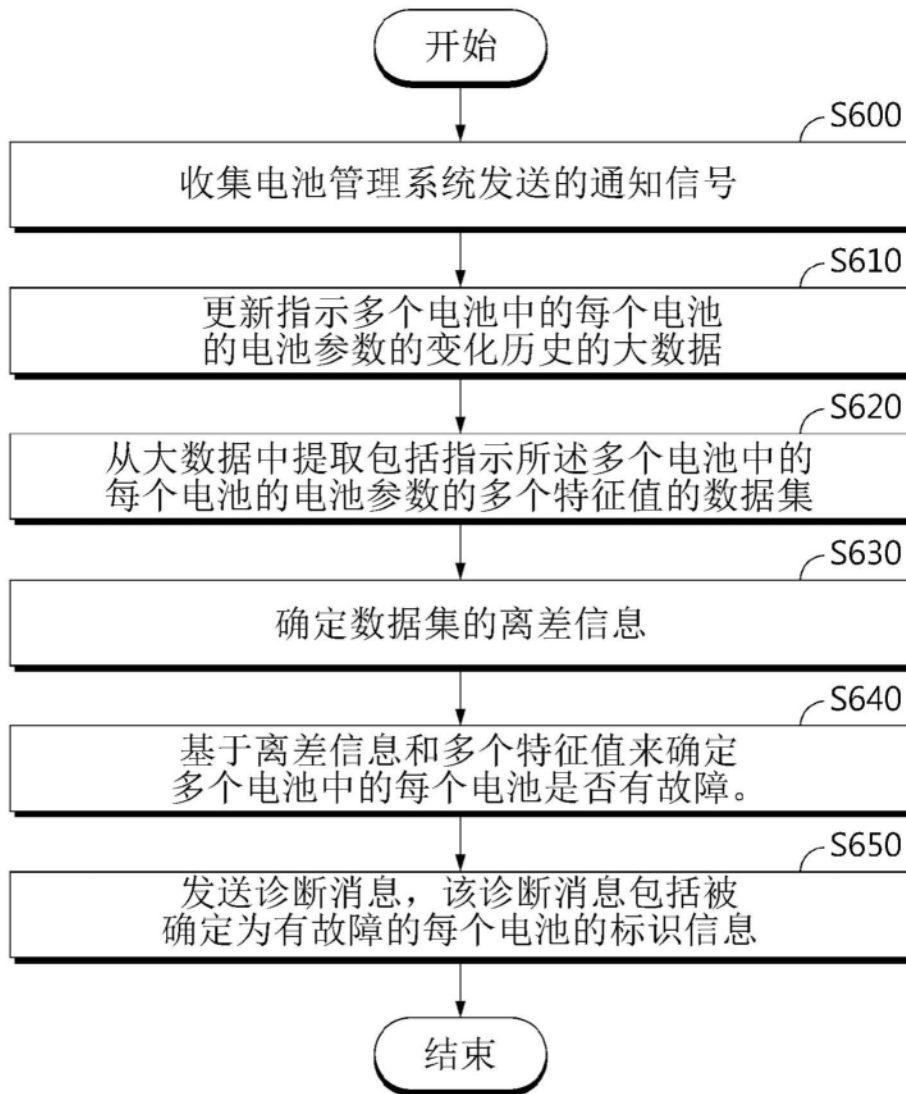 开始
S600
收集电池管理系统发送的通知信号
S610
更新指示多个电池中的每个电池
的电池参数的变化历史的大数据
S620
从大数据中提取包括指示所述多个电池中的
每个电池的电池参数的多个特征值的数据集
S630
确定数据集的离差信息
S640
基于离差信息和多个特征值来确定
多个电池中的每个电池是否有故障。
S650
发送诊断消息，该诊断消息包括被
确定为有故障的每个电池的标识信息
结束